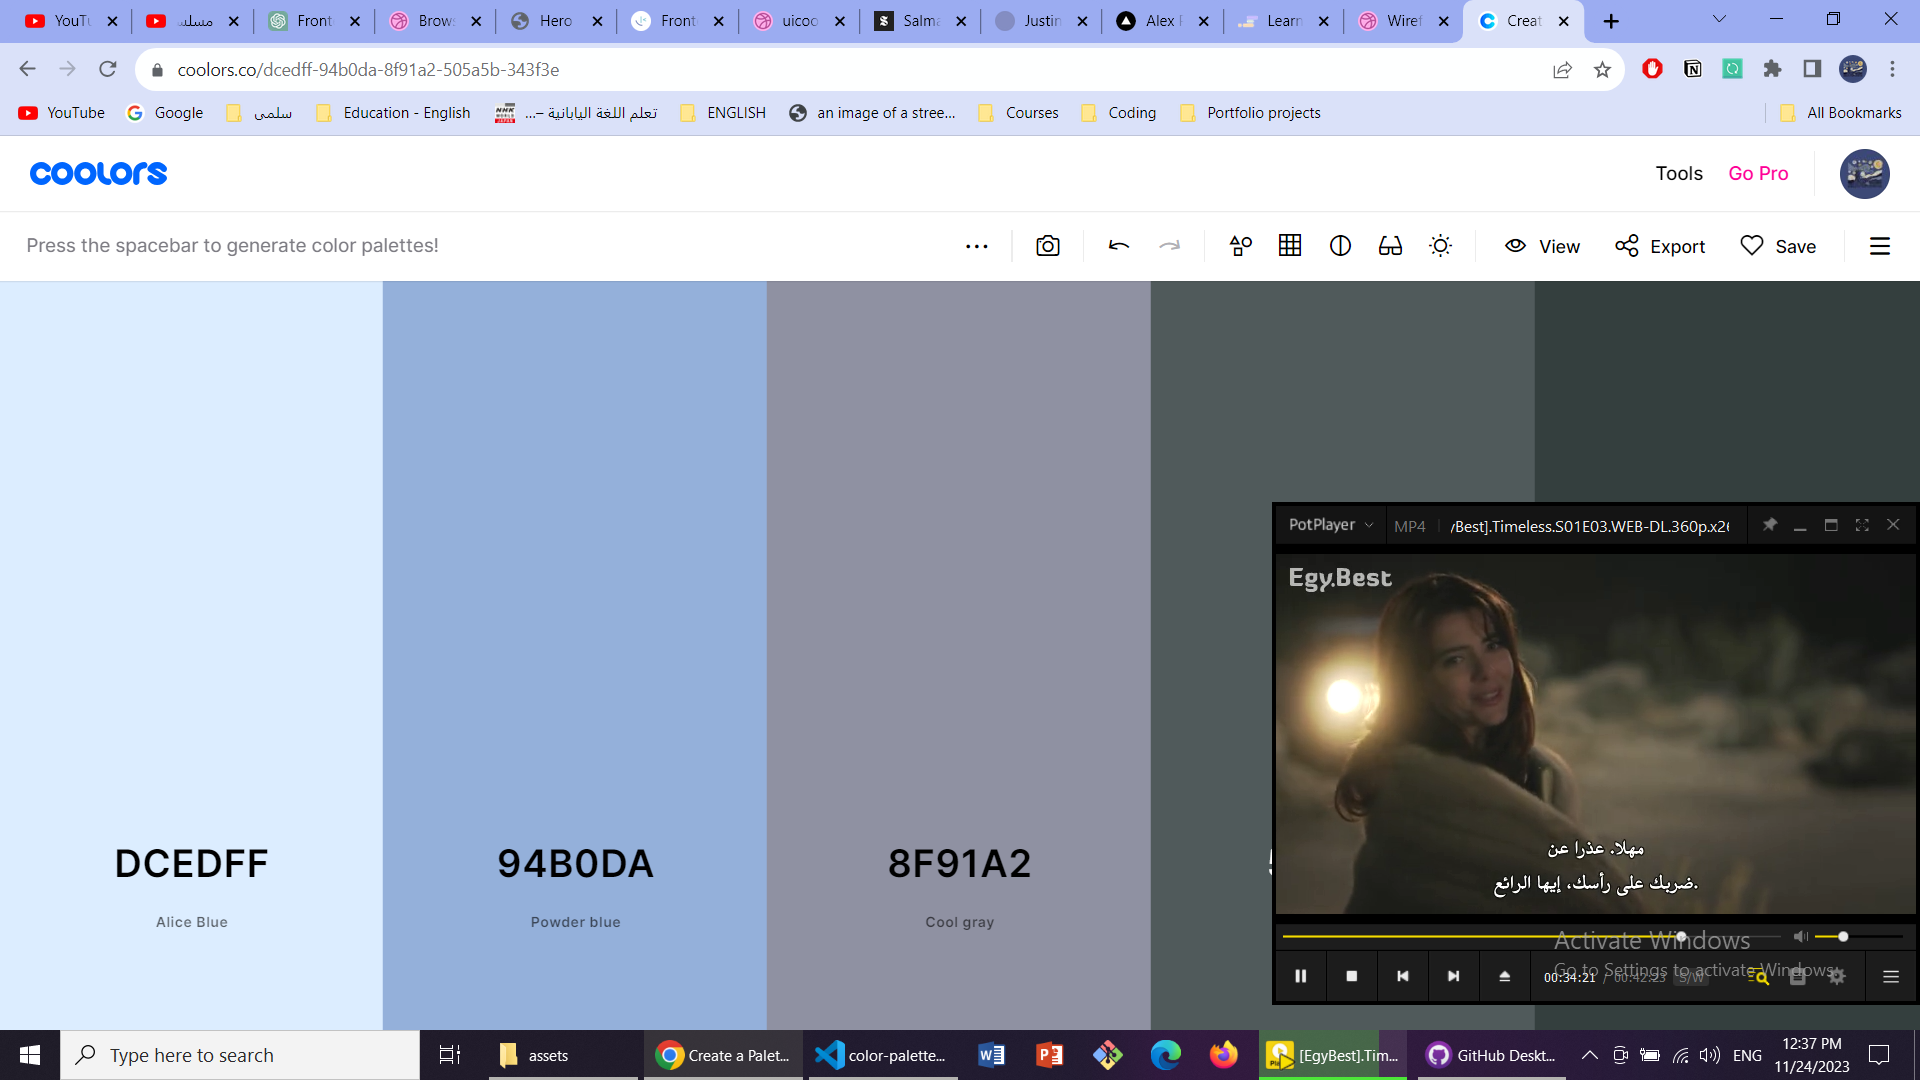 YouTu
مسلس
Front
Brows
Hero
Front
uicoo
Salma
Justin
Alex F
Learn
Wiref
Creat
coolors.co/dcedff-94b0da-8f91a2-505a5b-343f3e
YouTube
Google
سلمى
Education - English
تعلم اللغة اليابانية –...
ENGLISH
an image of a stree...
Courses
Coding
Portfolio projects
All Bookmarks
coolors
Tools
Go Pro
Press the spacebar to generate color palettes!
View
Export
Save
DCEDFF
Alice Blue
94B0DA
Powder blue
8F91A2
Cool gray
PotPlayer
MP4
yBest].Timeless.S01E03.WEB-DL.360p.x26
Egy.Best
مهلا. عذرا عن
.ضربك على رأسك، إيها الرائع
Activate Windows
Go to Settings to activate Windows.
00:34:21 / 00:42:23
S/W
Type here to search
assets
Create a Palet...
color-palette...
[EgyBest].Tim...
GitHub Deskt...
ENG
12:37 PM
11/24/2023